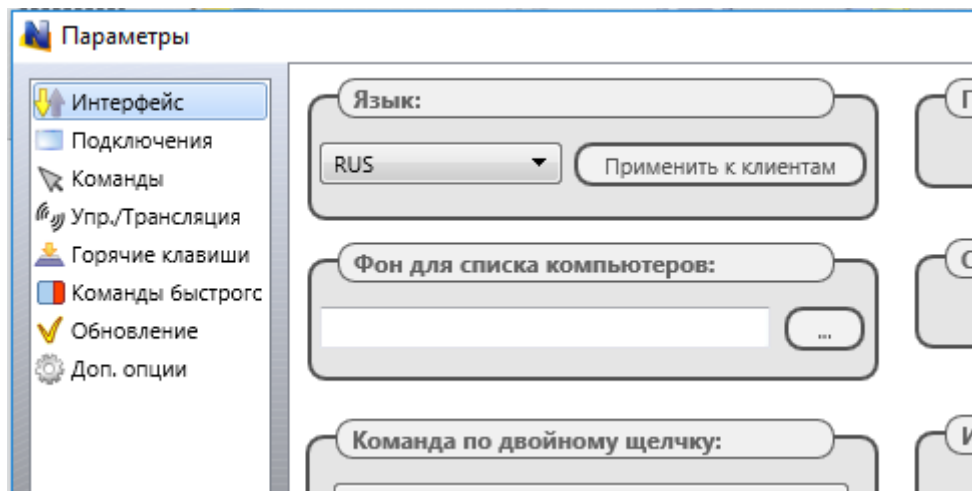 Параметры
Интерфейс
Подключения
Команды
Упр./Трансляция
Горячие клавиши
Команды быстрого
Обновление
Доп. опции
Язык:
RUS
Применить к клиентам
Фон для списка компьютеров:
...
Команда по двойному щелчку: